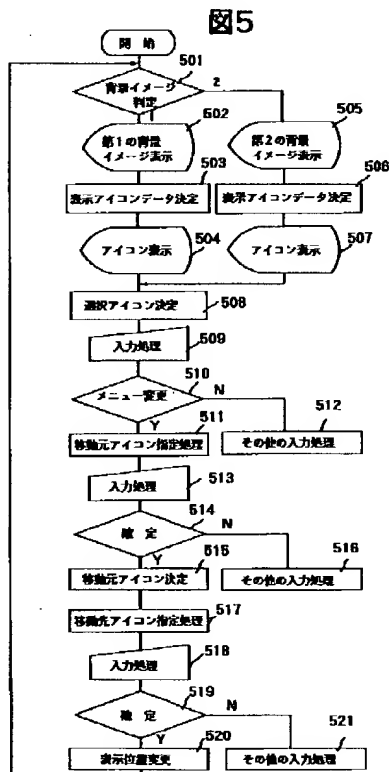 図5
開 始
501
背景イメージ
判定
2
502
505
第1の背景
イメージ表示
第2の背景
イメージ表示
503
506
表示アイコンデータ決定
表示アイコンデータ決定
アイコン表示
504
アイコン表示
507
選択アイコン決定
508
入力処理
509
510
メニュー変更
N
Y
511
512
移動元アイコン指定処理
その他の入力処理
入力処理
513
514
確 定
N
Y
515
516
移動元アイコン決定
その他の入力処理
517
移動先アイコン指定処理
518
入力処理
519
確 定
N
Y
520
521
表示位置変更
その他の入力処理